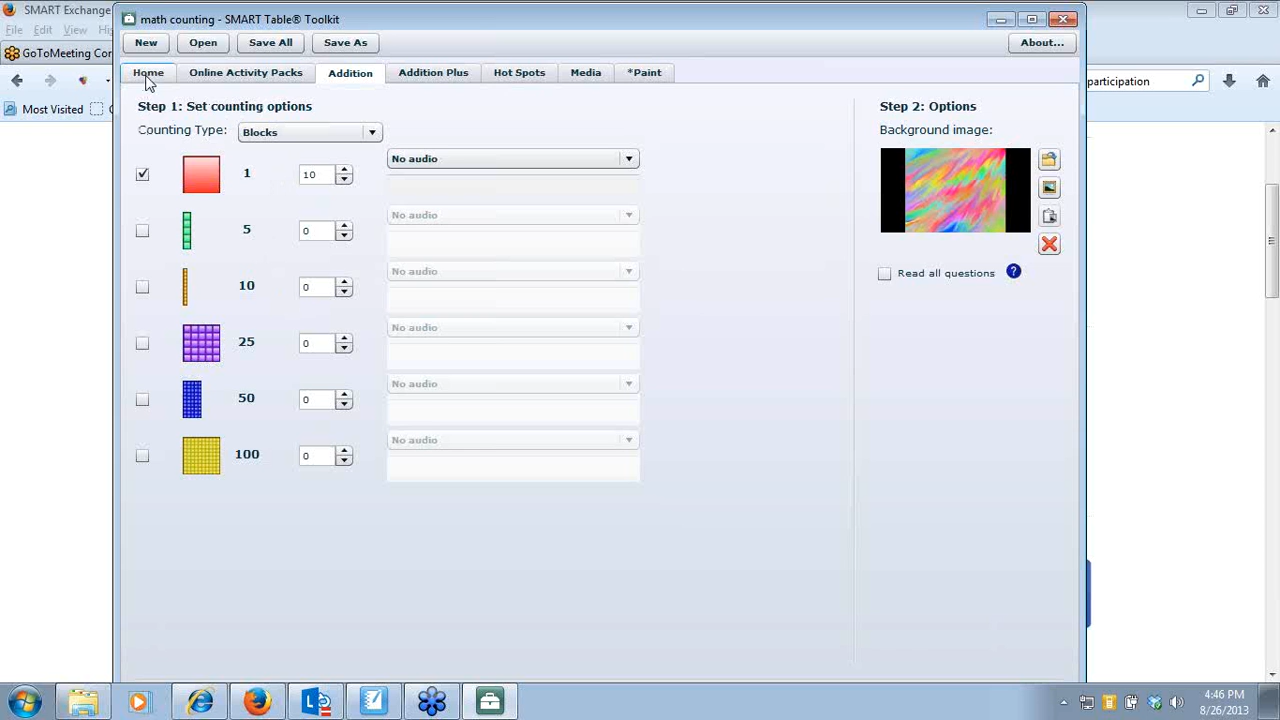 SMART Exchange
math counting - SMART Table® Toolkit
File Edit View
New Open Save All Save As About...
GoToMeeting Cor
Home Online Activity Packs Addition Addition Plus Hot Spots Media *Paint
participation
Most Visited
Step 1: Set counting options
Step 2: Options
Counting Type: Blocks
Background image:
1 10 No audio
5 0 No audio
10 0 No audio
Read all questions ?
25 0 No audio
50 0 No audio
100 0 No audio
4:46 PM
8/26/2013